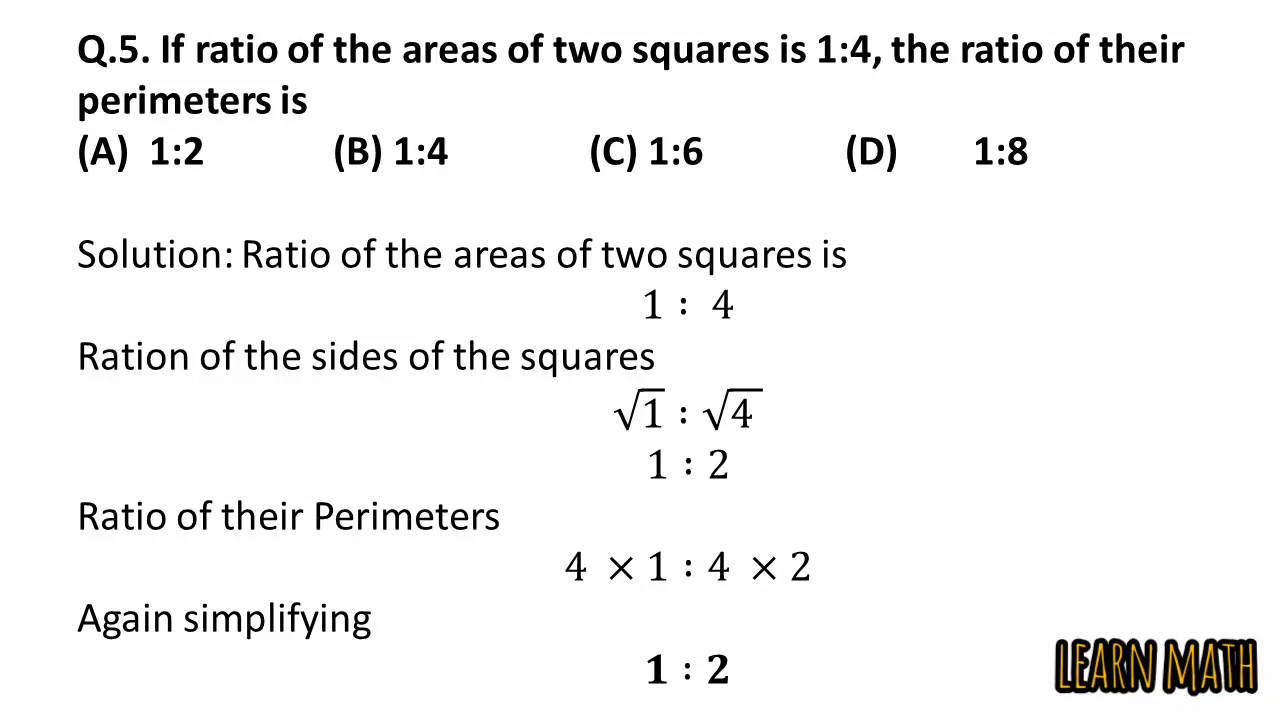 Q.5. If ratio of the areas of two squares is 1:4, the ratio of their
perimeters is
(A) 1:2 (B) 1:4 (C) 1:6 (D) 1:8
Solution: Ratio of the areas of two squares is
1 : 4
Ration of the sides of the squares
√1 : √4
1 : 2
Ratio of their Perimeters
4 × 1 : 4 × 2
Again simplifying
1 : 2
LEARN MATH